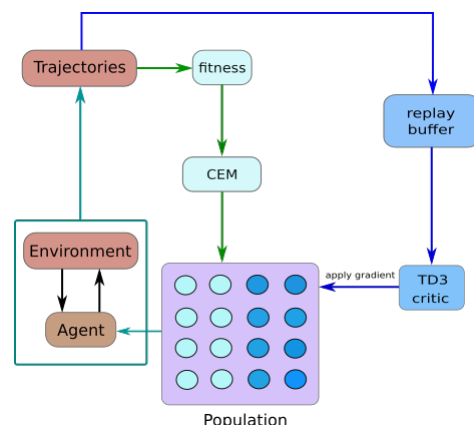 Trajectories
fitness
replay
buffer
CEM
Environment
Agent
apply gradient
TD3
critic
Population